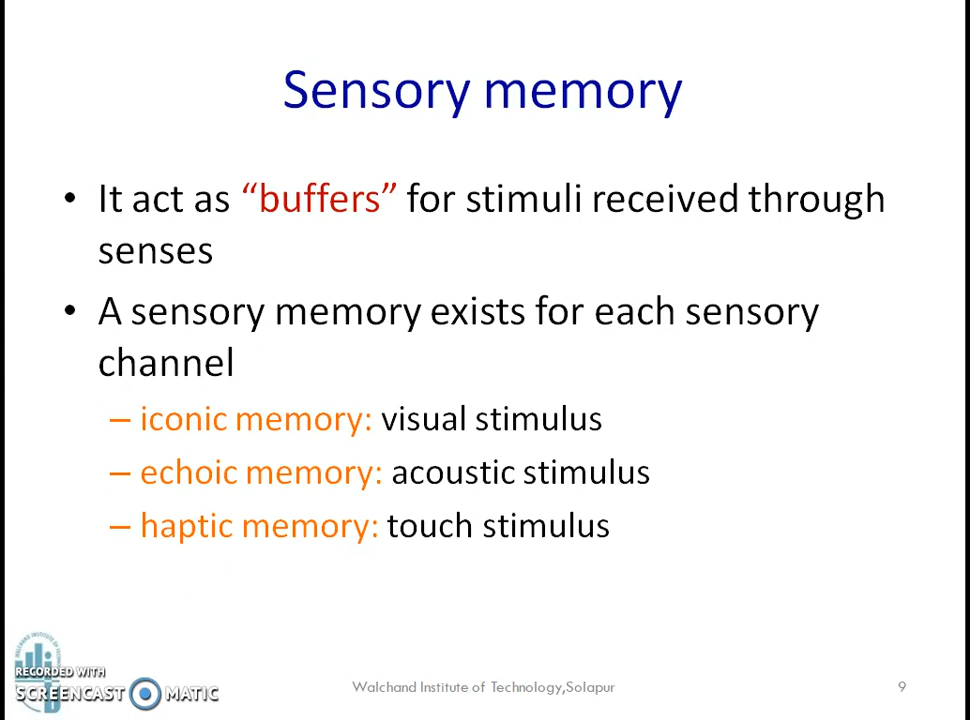 Sensory memory
• It act as “buffers” for stimuli received through
senses
• A sensory memory exists for each sensory
channel
– iconic memory: visual stimulus
– echoic memory: acoustic stimulus
– haptic memory: touch stimulus
RECORDED WITH
SCREENCAST MATIC
Walchand Institute of Technology,Solapur
9